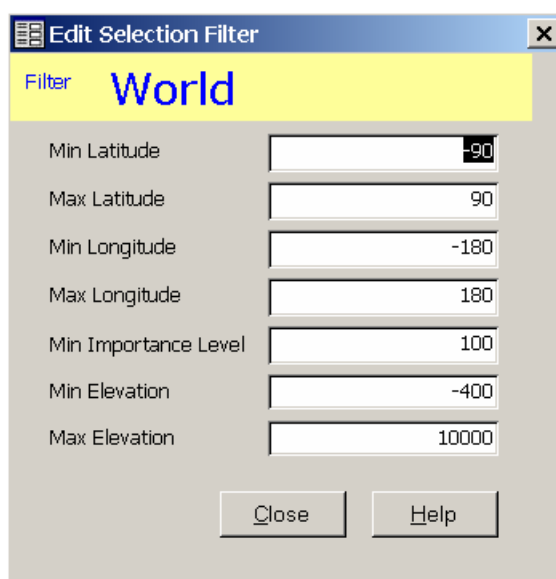 Edit Selection Filter
Filter World
Min Latitude -90
Max Latitude 90
Min Longitude -180
Max Longitude 180
Min Importance Level 100
Min Elevation -400
Max Elevation 10000
Close Help